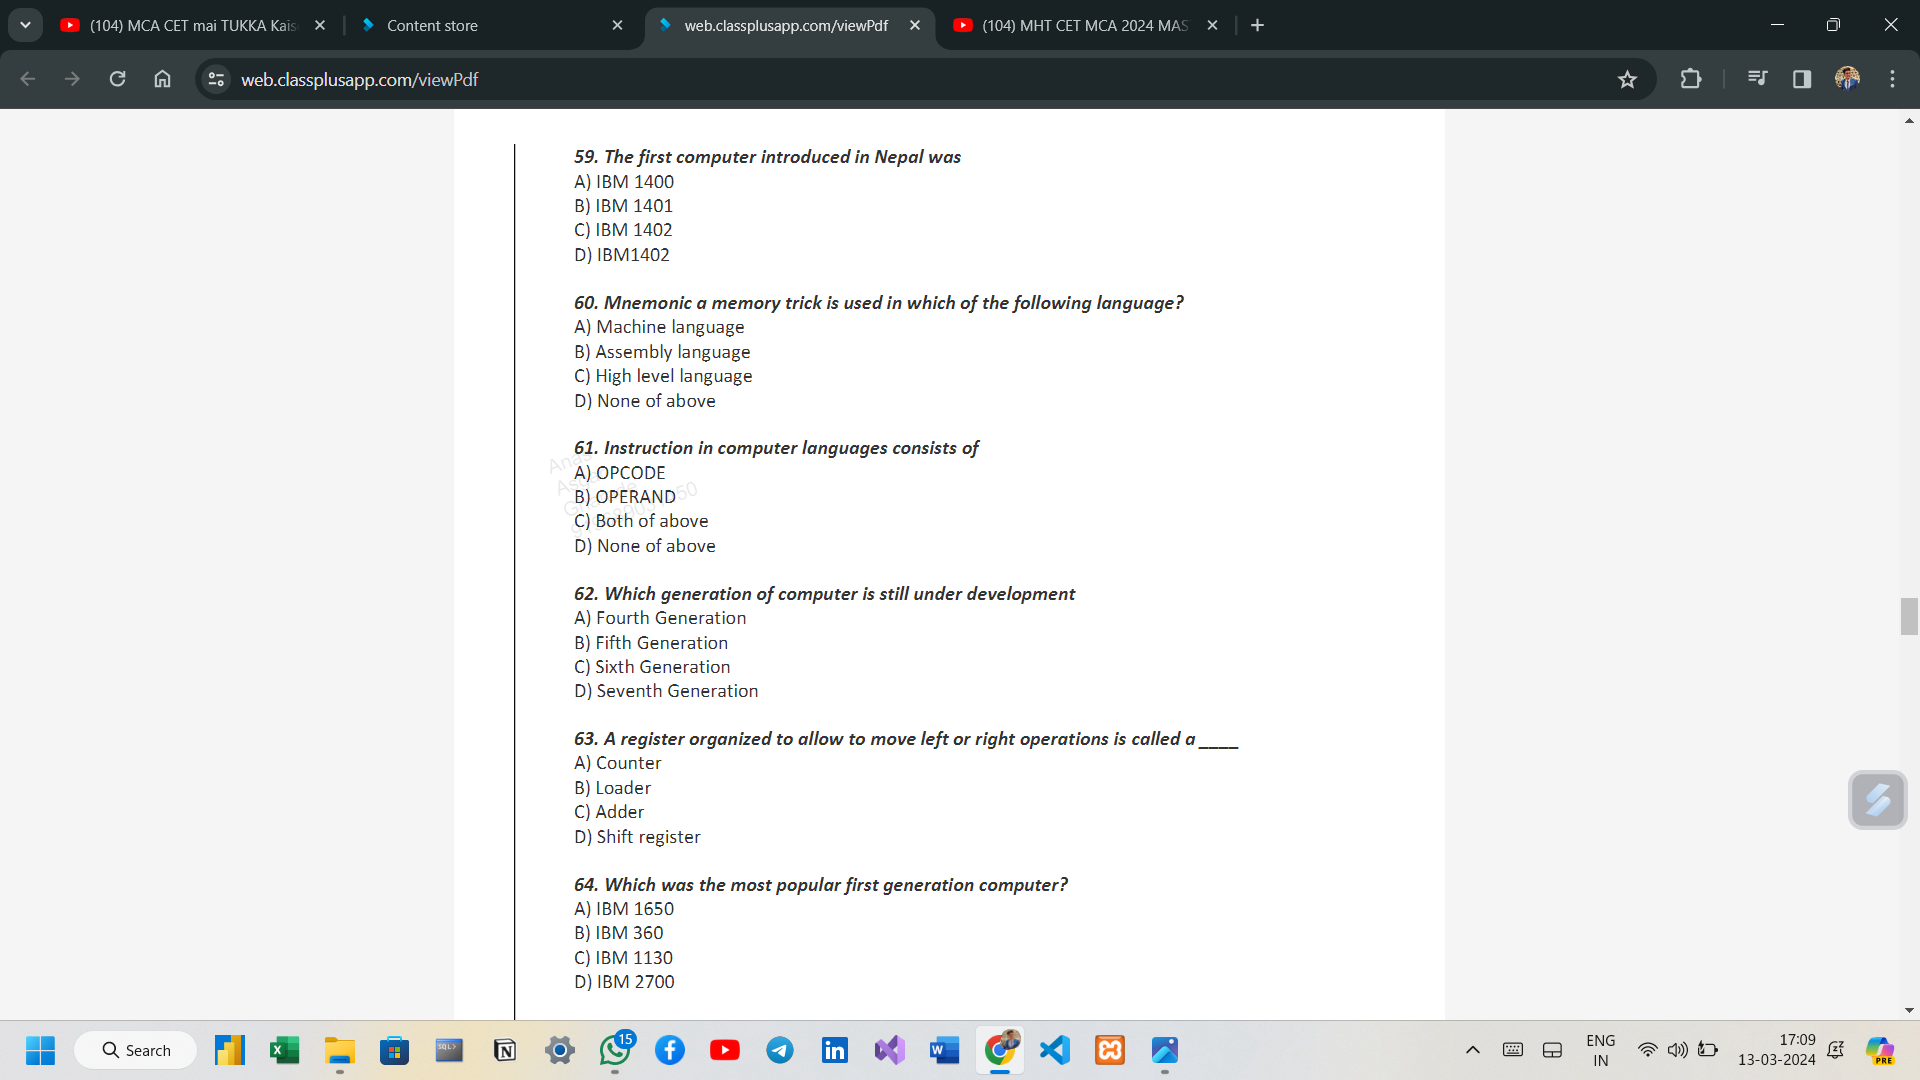 (104) MCA CET mai TUKKA Kais
Content store
web.classplusapp.com/viewPdf
(104) MHT CET MCA 2024 MAS
web.classplusapp.com/viewPdf
59. The first computer introduced in Nepal was
A) IBM 1400
B) IBM 1401
C) IBM 1402
D) IBM1402
60. Mnemonic a memory trick is used in which of the following language?
A) Machine language
B) Assembly language
C) High level language
D) None of above
61. Instruction in computer languages consists of
A) OPCODE
B) OPERAND
C) Both of above
D) None of above
62. Which generation of computer is still under development
A) Fourth Generation
B) Fifth Generation
C) Sixth Generation
D) Seventh Generation
63. A register organized to allow to move left or right operations is called a ____
A) Counter
B) Loader
C) Adder
D) Shift register
64. Which was the most popular first generation computer?
A) IBM 1650
B) IBM 360
C) IBM 1130
D) IBM 2700
Search
SQL>
15
ENG
IN
17:09
13-03-2024
PRE